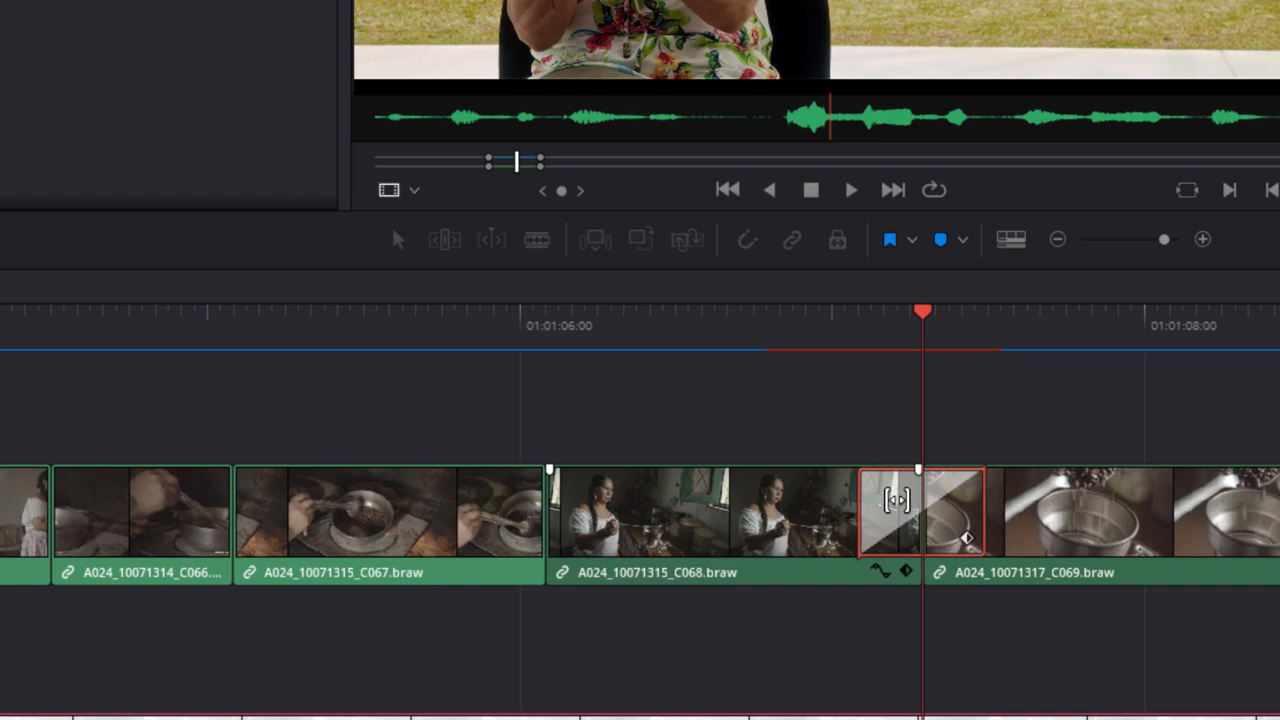 01:01:06:00
01:01:08:00
A024_10071314_C066....
A024_10071315_C067.braw
A024_10071315_C068.braw
A024_10071317_C069.braw